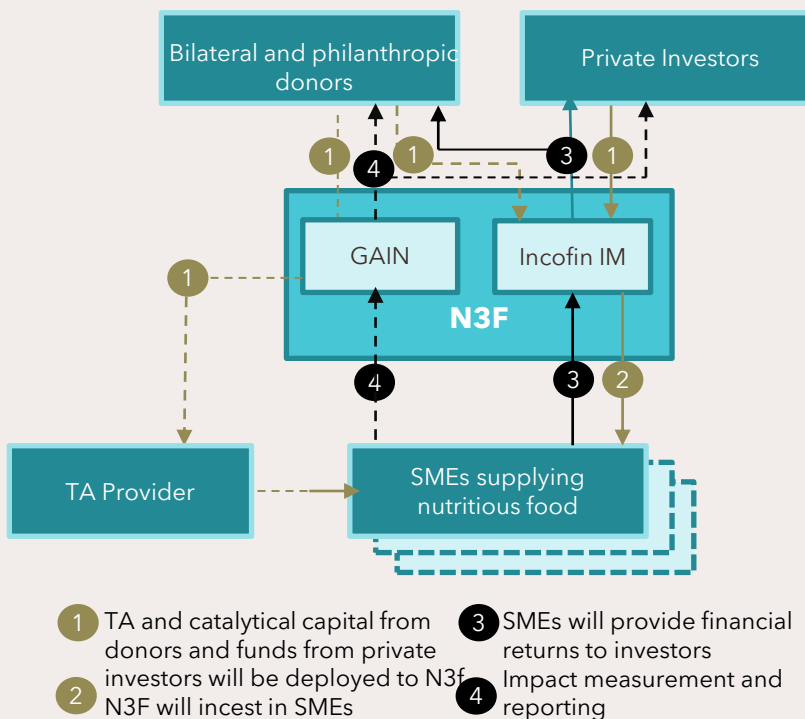 Bilateral and philanthropic
donors
Private Investors
1
1
3
1
4
GAIN
Incofin IM
1
N3F
4
3
2
TA Provider
SMEs supplying
nutritious food
1 TA and catalytical capital from
donors and funds from private
investors will be deployed to N3f
2 N3F will incest in SMEs
3 SMEs will provide financial
returns to investors
4 Impact measurement and
reporting